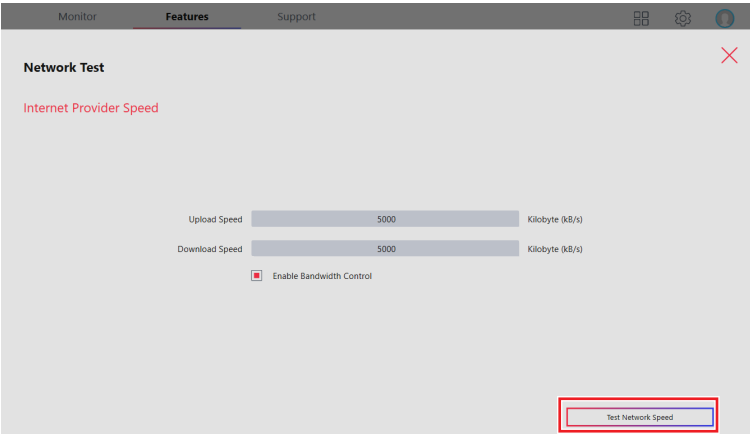 Monitor Features Support
Network Test
Internet Provider Speed
Upload Speed 5000 Kilobyte (kB/s)
Download Speed 5000 Kilobyte (kB/s)
Enable Bandwidth Control
Test Network Speed